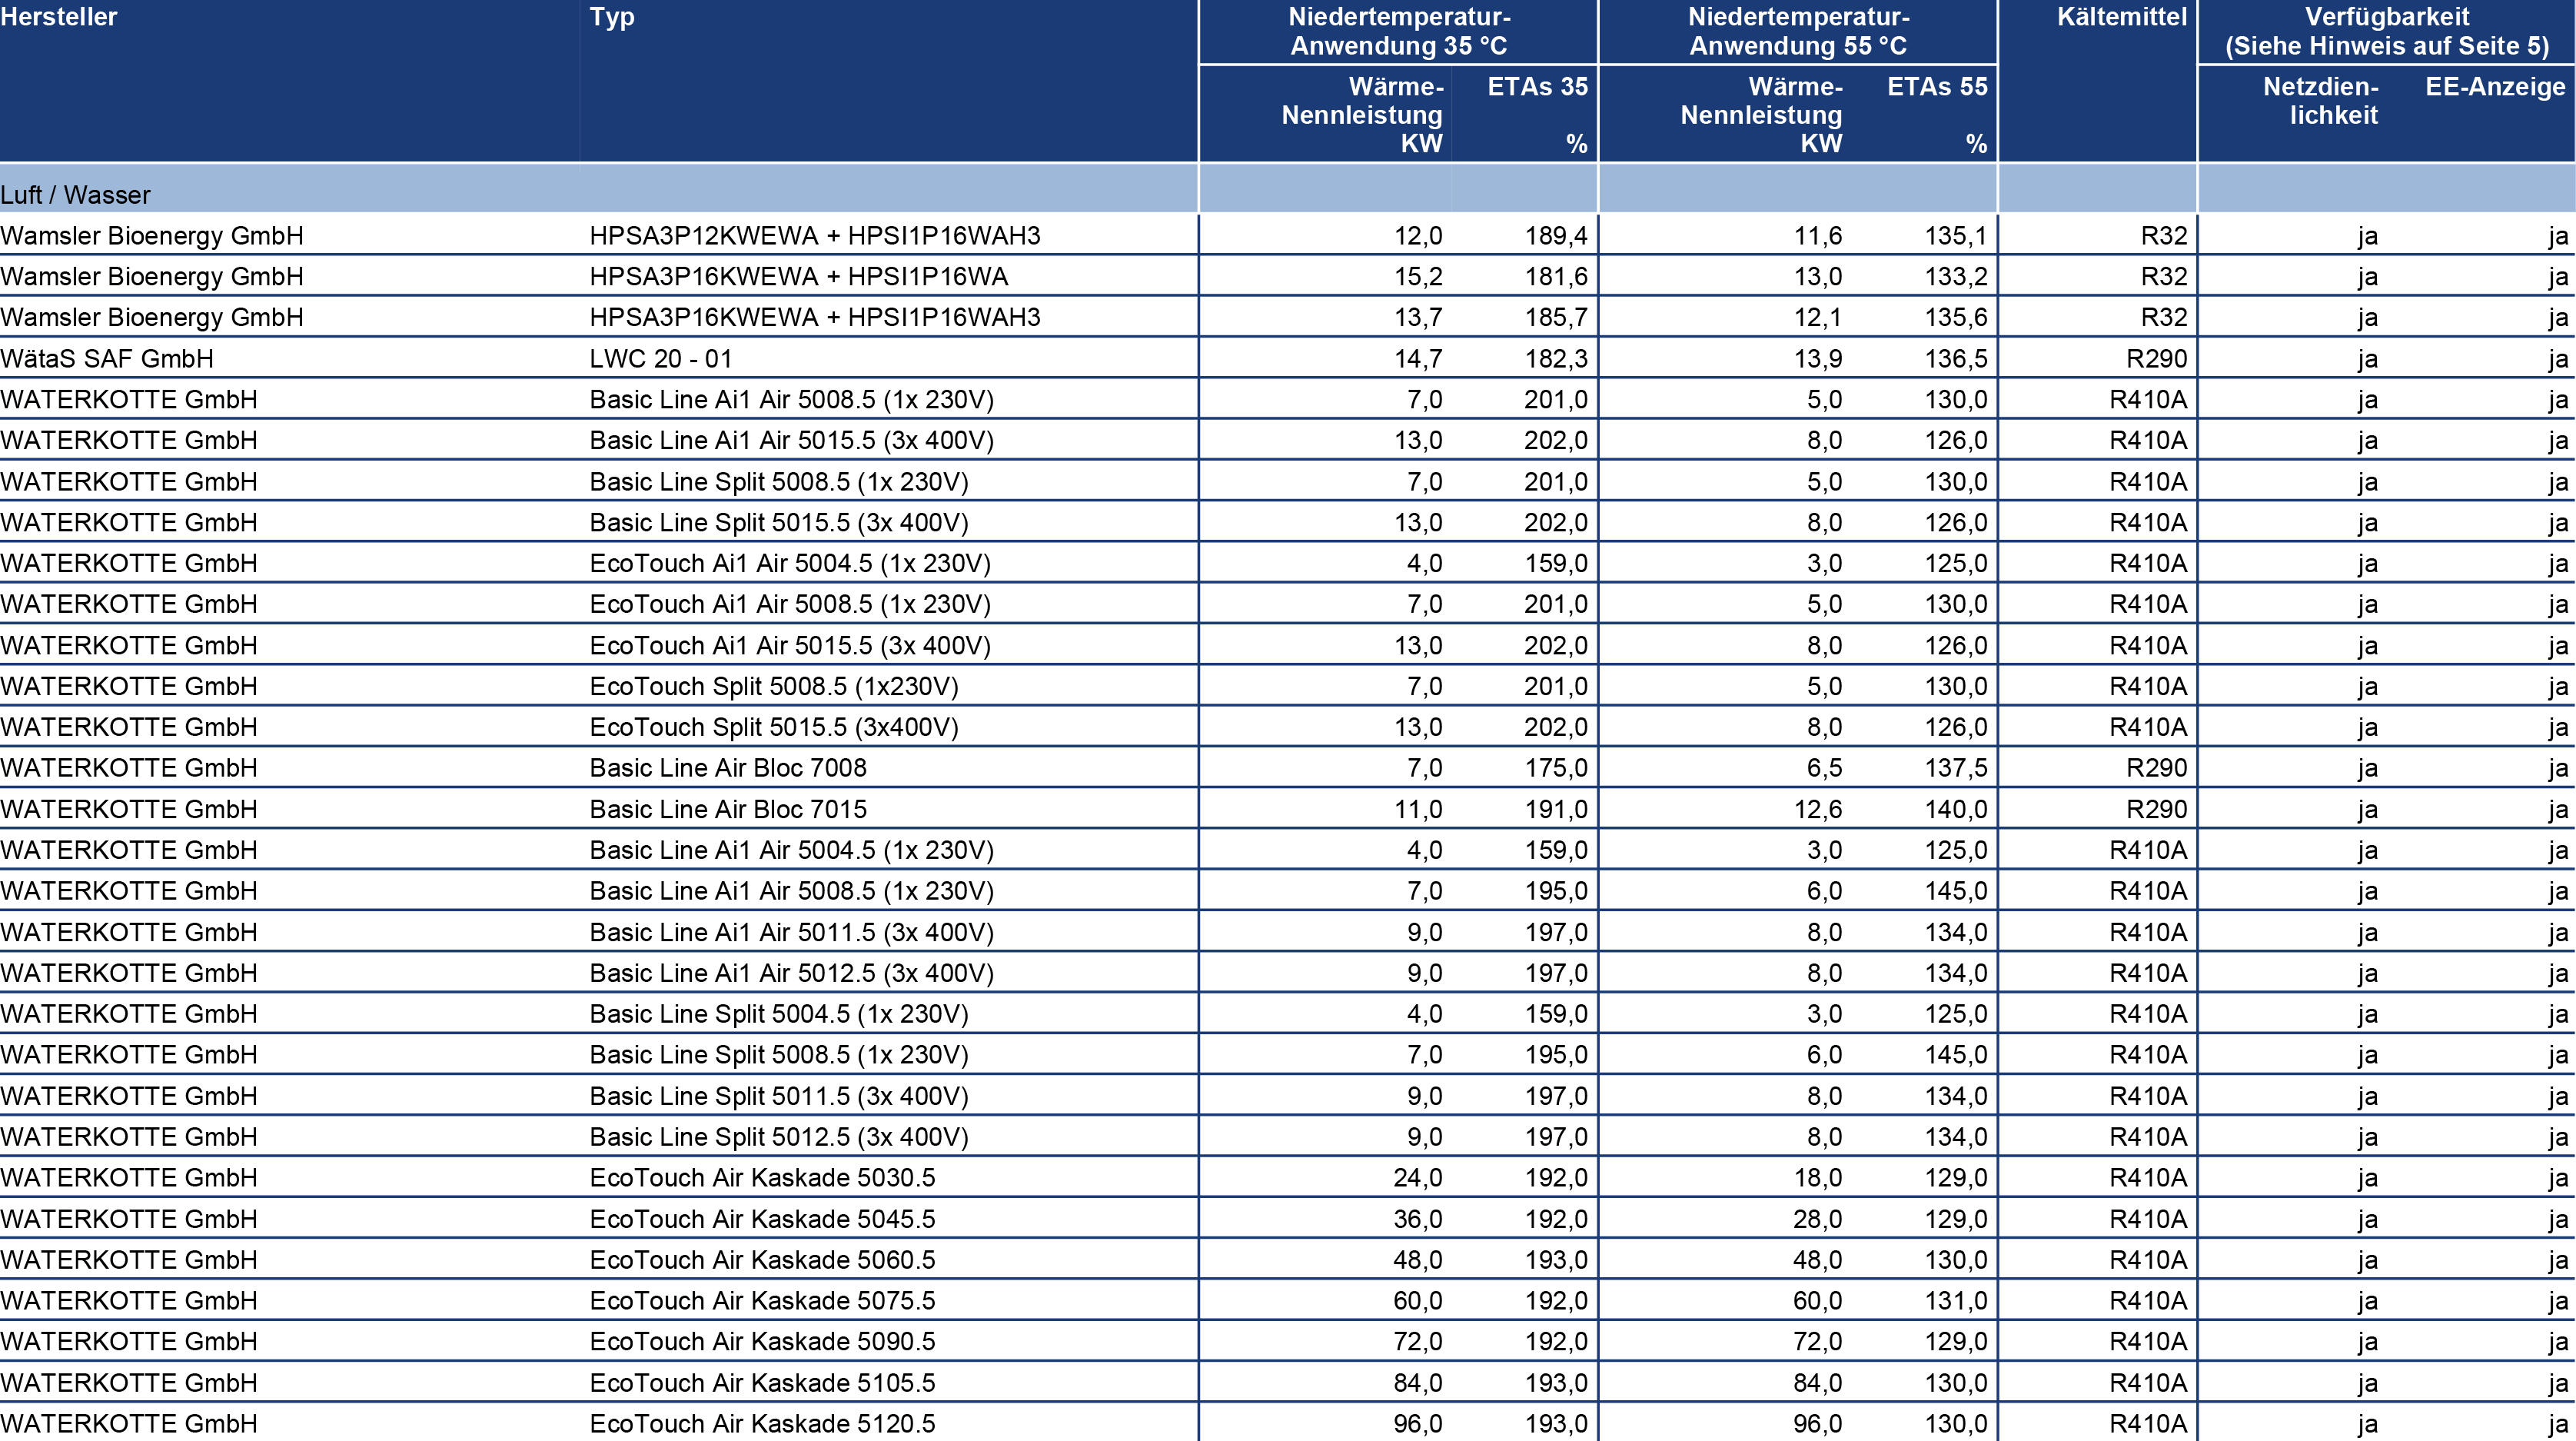 Hersteller Typ Niedertemperatur- Niedertemperatur- Kältemittel Verfügbarkeit
Anwendung 35 °C Anwendung 55 °C (Siehe Hinweis auf Seite 5)
Wärme- ETAs 35 Wärme- ETAs 55 Netzdien- EE-Anzeige
Nennleistung Nennleistung lichkeit
KW % KW %
Luft / Wasser
Wamsler Bioenergy GmbH HPSA3P12KWEWA + HPSI1P16WAH3 12,0 189,4 11,6 135,1 R32 ja ja
Wamsler Bioenergy GmbH HPSA3P16KWEWA + HPSI1P16WA 15,2 181,6 13,0 133,2 R32 ja ja
Wamsler Bioenergy GmbH HPSA3P16KWEWA + HPSI1P16WAH3 13,7 185,7 12,1 135,6 R32 ja ja
WätaS SAF GmbH LWC 20 - 01 14,7 182,3 13,9 136,5 R290 ja ja
WATERKOTTE GmbH Basic Line Ai1 Air 5008.5 (1x 230V) 7,0 201,0 5,0 130,0 R410A ja ja
WATERKOTTE GmbH Basic Line Ai1 Air 5015.5 (3x 400V) 13,0 202,0 8,0 126,0 R410A ja ja
WATERKOTTE GmbH Basic Line Split 5008.5 (1x 230V) 7,0 201,0 5,0 130,0 R410A ja ja
WATERKOTTE GmbH Basic Line Split 5015.5 (3x 400V) 13,0 202,0 8,0 126,0 R410A ja ja
WATERKOTTE GmbH EcoTouch Ai1 Air 5004.5 (1x 230V) 4,0 159,0 3,0 125,0 R410A ja ja
WATERKOTTE GmbH EcoTouch Ai1 Air 5008.5 (1x 230V) 7,0 201,0 5,0 130,0 R410A ja ja
WATERKOTTE GmbH EcoTouch Ai1 Air 5015.5 (3x 400V) 13,0 202,0 8,0 126,0 R410A ja ja
WATERKOTTE GmbH EcoTouch Split 5008.5 (1x230V) 7,0 201,0 5,0 130,0 R410A ja ja
WATERKOTTE GmbH EcoTouch Split 5015.5 (3x400V) 13,0 202,0 8,0 126,0 R410A ja ja
WATERKOTTE GmbH Basic Line Air Bloc 7008 7,0 175,0 6,5 137,5 R290 ja ja
WATERKOTTE GmbH Basic Line Air Bloc 7015 11,0 191,0 12,6 140,0 R290 ja ja
WATERKOTTE GmbH Basic Line Ai1 Air 5004.5 (1x 230V) 4,0 159,0 3,0 125,0 R410A ja ja
WATERKOTTE GmbH Basic Line Ai1 Air 5008.5 (1x 230V) 7,0 195,0 6,0 145,0 R410A ja ja
WATERKOTTE GmbH Basic Line Ai1 Air 5011.5 (3x 400V) 9,0 197,0 8,0 134,0 R410A ja ja
WATERKOTTE GmbH Basic Line Ai1 Air 5012.5 (3x 400V) 9,0 197,0 8,0 134,0 R410A ja ja
WATERKOTTE GmbH Basic Line Split 5004.5 (1x 230V) 4,0 159,0 3,0 125,0 R410A ja ja
WATERKOTTE GmbH Basic Line Split 5008.5 (1x 230V) 7,0 195,0 6,0 145,0 R410A ja ja
WATERKOTTE GmbH Basic Line Split 5011.5 (3x 400V) 9,0 197,0 8,0 134,0 R410A ja ja
WATERKOTTE GmbH Basic Line Split 5012.5 (3x 400V) 9,0 197,0 8,0 134,0 R410A ja ja
WATERKOTTE GmbH EcoTouch Air Kaskade 5030.5 24,0 192,0 18,0 129,0 R410A ja ja
WATERKOTTE GmbH EcoTouch Air Kaskade 5045.5 36,0 192,0 28,0 129,0 R410A ja ja
WATERKOTTE GmbH EcoTouch Air Kaskade 5060.5 48,0 193,0 48,0 130,0 R410A ja ja
WATERKOTTE GmbH EcoTouch Air Kaskade 5075.5 60,0 192,0 60,0 131,0 R410A ja ja
WATERKOTTE GmbH EcoTouch Air Kaskade 5090.5 72,0 192,0 72,0 129,0 R410A ja ja
WATERKOTTE GmbH EcoTouch Air Kaskade 5105.5 84,0 193,0 84,0 130,0 R410A ja ja
WATERKOTTE GmbH EcoTouch Air Kaskade 5120.5 96,0 193,0 96,0 130,0 R410A ja ja